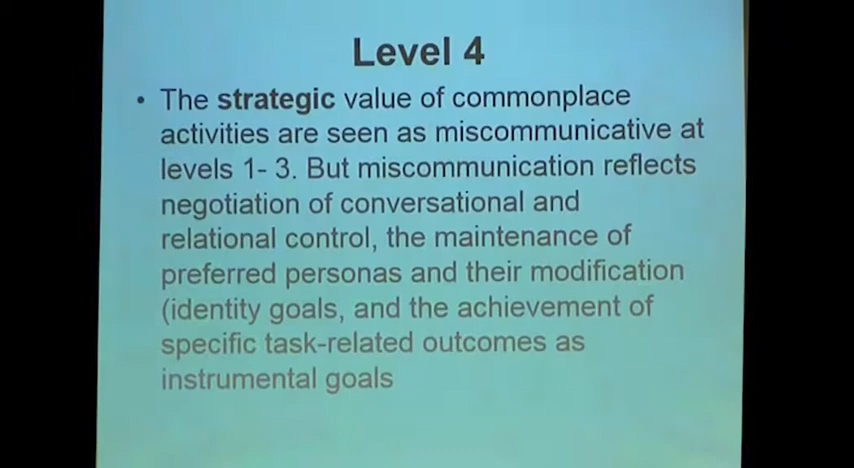 Level 4
• The strategic value of commonplace
activities are seen as miscommunicative at
levels 1- 3. But miscommunication reflects
negotiation of conversational and
relational control, the maintenance of
preferred personas and their modification
(identity goals, and the achievement of
specific task-related outcomes as
instrumental goals